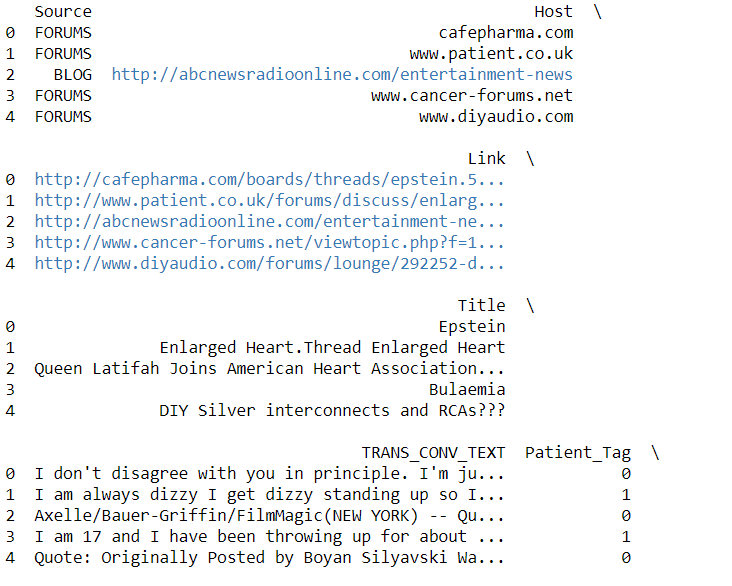 Source Host \
0 FORUMS cafepharma.com
1 FORUMS www.patient.co.uk
2 BLOG http://abcnewsradioonline.com/entertainment-news
3 FORUMS www.cancer-forums.net
4 FORUMS www.diyaudio.com
Link \
0 http://cafepharma.com/boards/threads/epstein.5...
1 http://www.patient.co.uk/forums/discuss/enlarg...
2 http://abcnewsradioonline.com/entertainment-ne...
3 http://www.cancer-forums.net/viewtopic.php?f=1...
4 http://www.diyaudio.com/forums/lounge/292252-d...
Title \
0 Epstein
1 Enlarged Heart.Thread Enlarged Heart
2 Queen Latifah Joins American Heart Association...
3 Bulaemia
4 DIY Silver interconnects and RCAs???
TRANS_CONV_TEXT Patient_Tag \
0 I don't disagree with you in principle. I'm ju... 0
1 I am always dizzy I get dizzy standing up so I... 1
2 Axelle/Bauer-Griffin/FilmMagic(NEW YORK) -- Qu... 0
3 I am 17 and I have been throwing up for about ... 1
4 Quote: Originally Posted by Boyan Silyavski Wa... 0